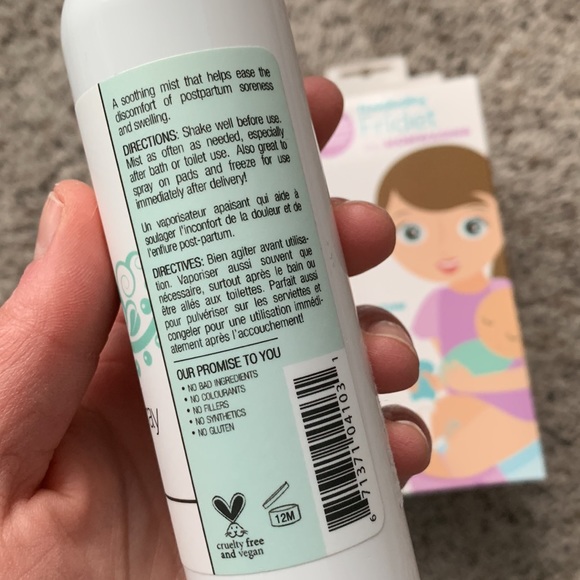 A soothing mist that helps ease the
discomfort of postpartum soreness
and swelling.
DIRECTIONS: Shake well before use.
Mist as often as needed, especially
after bath or toilet use. Also great to
spray on pads and freeze for use
immediately after delivery!
Un vaporisateur apaisant qui aide à
soulager l'inconfort de la douleur et de
l'enflure post-partum.
DIRECTIVES: Bien agiter avant utilisa-
tion. Vaporiser aussi souvent que
nécessaire, surtout après le bain ou
être allés aux toilettes. Parfait aussi
pour pulvériser sur les serviettes et
congeler pour une utilisation immédi-
atement après l'accouchement!
OUR PROMISE TO YOU
• NO BAD INGREDIENTS
• NO COLOURANTS
• NO FILLERS
• NO SYNTHETICS
• NO GLUTEN
cruelty free
and vegan
12M
6 71371 04103 1
ay
Fridet